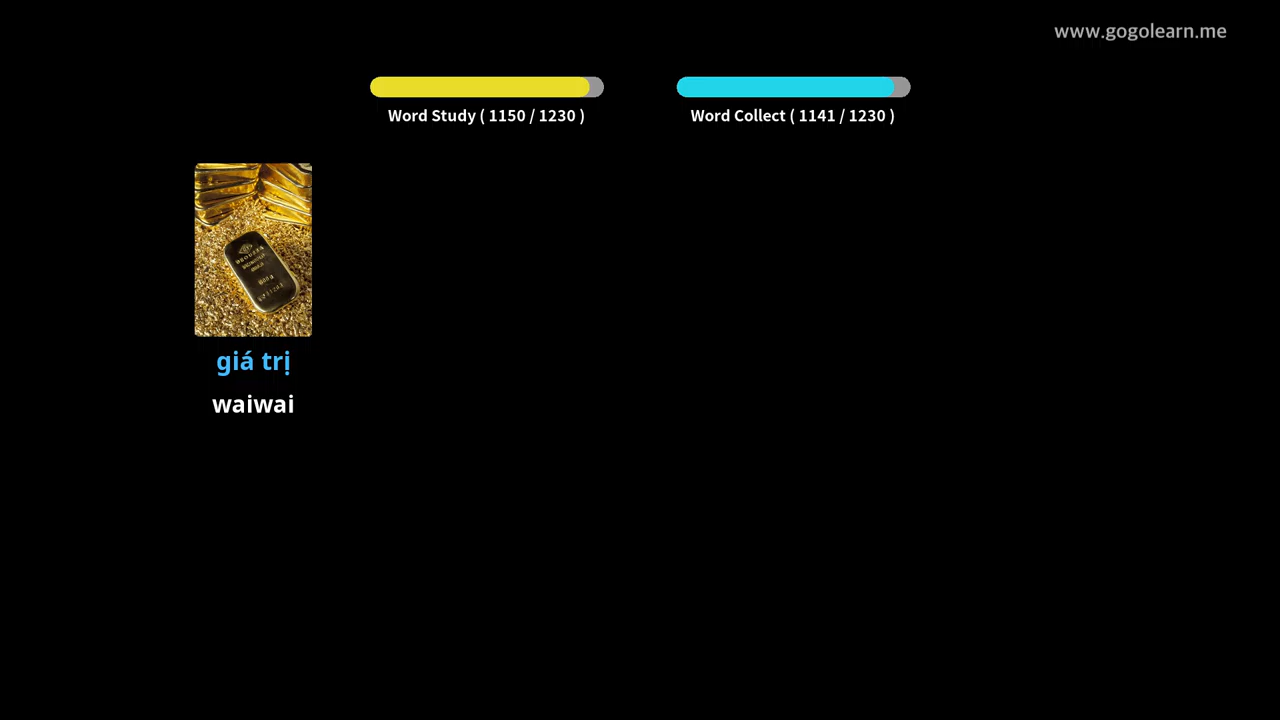 www.gogolearn.me
Word Study ( 1150 / 1230 )
Word Collect ( 1141 / 1230 )
giá trị
waiwai